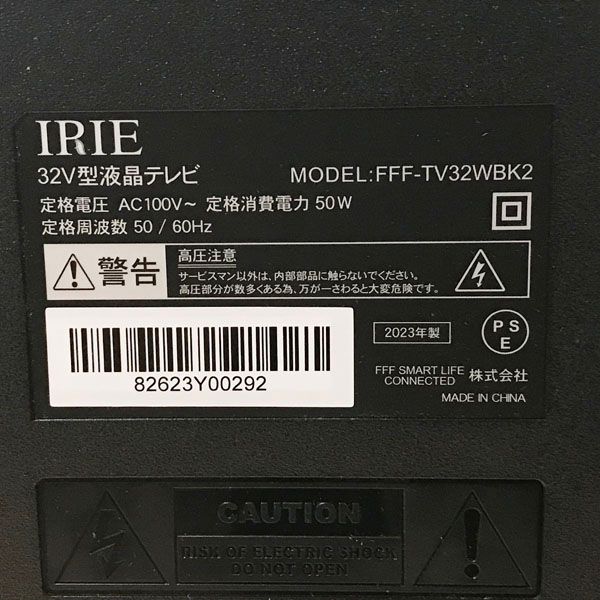 IRIE
32V型液晶テレビ MODEL:FFF-TV32WBK2
定格電圧 AC100V～ 定格消費電力 50W
定格周波数 50 / 60Hz
警告
高圧注意
サービスマン以外は、内部部品に触らないでください。
高圧部分が数多くある為、万が一さわると大変危険です。
82623Y00292
2023年製
PS
E
FFF SMART LIFE
CONNECTED 株式会社
MADE IN CHINA
CAUTION
RISK OF ELECTRIC SHOCK
DO NOT OPEN